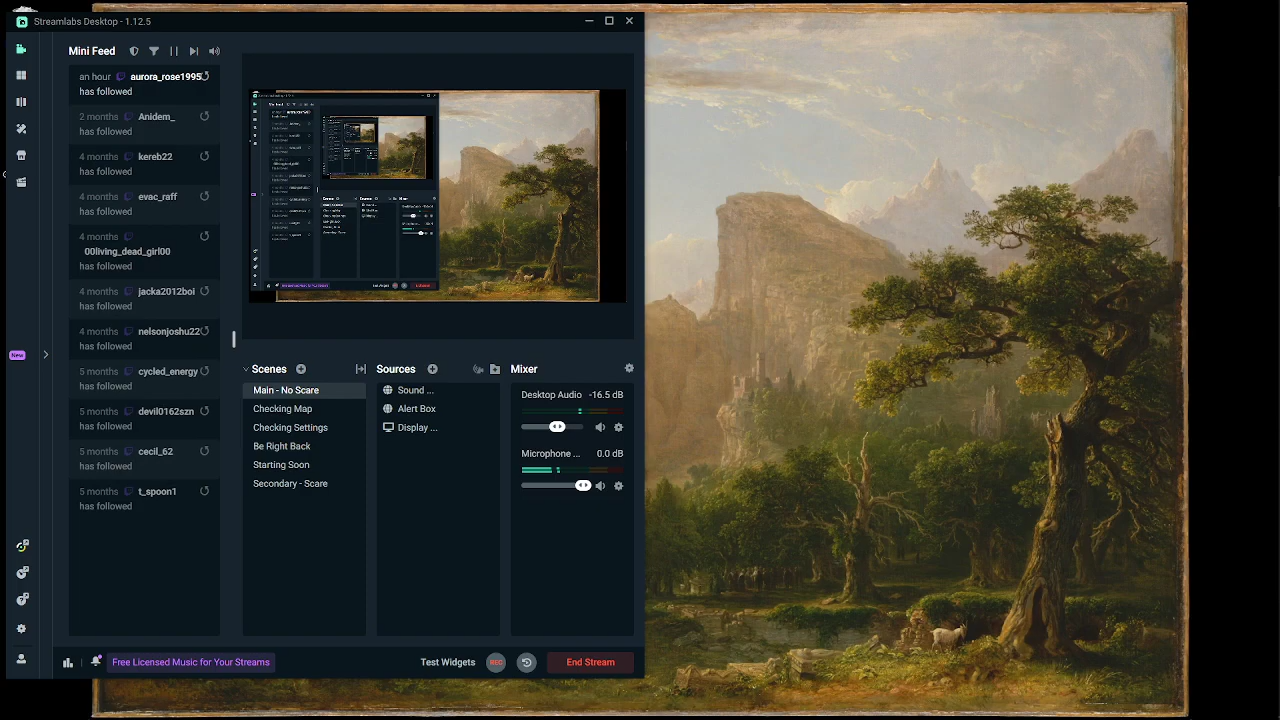 Streamlabs Desktop - 1.12.5
Mini Feed
an hour aurora_rose1995
has followed
2 months Anidem_
has followed
4 months kereb22
has followed
4 months evac_raff
has followed
4 months
00living_dead_girl00
has followed
4 months jacka2012boi
has followed
4 months nelsonjoshu22
has followed
5 months cycled_energy
has followed
5 months devil0162szn
has followed
5 months cecil_62
has followed
5 months t_spoon1
has followed
New
Scenes
Main - No Scare
Checking Map
Checking Settings
Be Right Back
Starting Soon
Secondary - Scare
Sources
Sound ...
Alert Box
Display ...
Mixer
Desktop Audio -16.5 dB
Microphone ... 0.0 dB
Free Licensed Music for Your Streams
Test Widgets
REC
End Stream